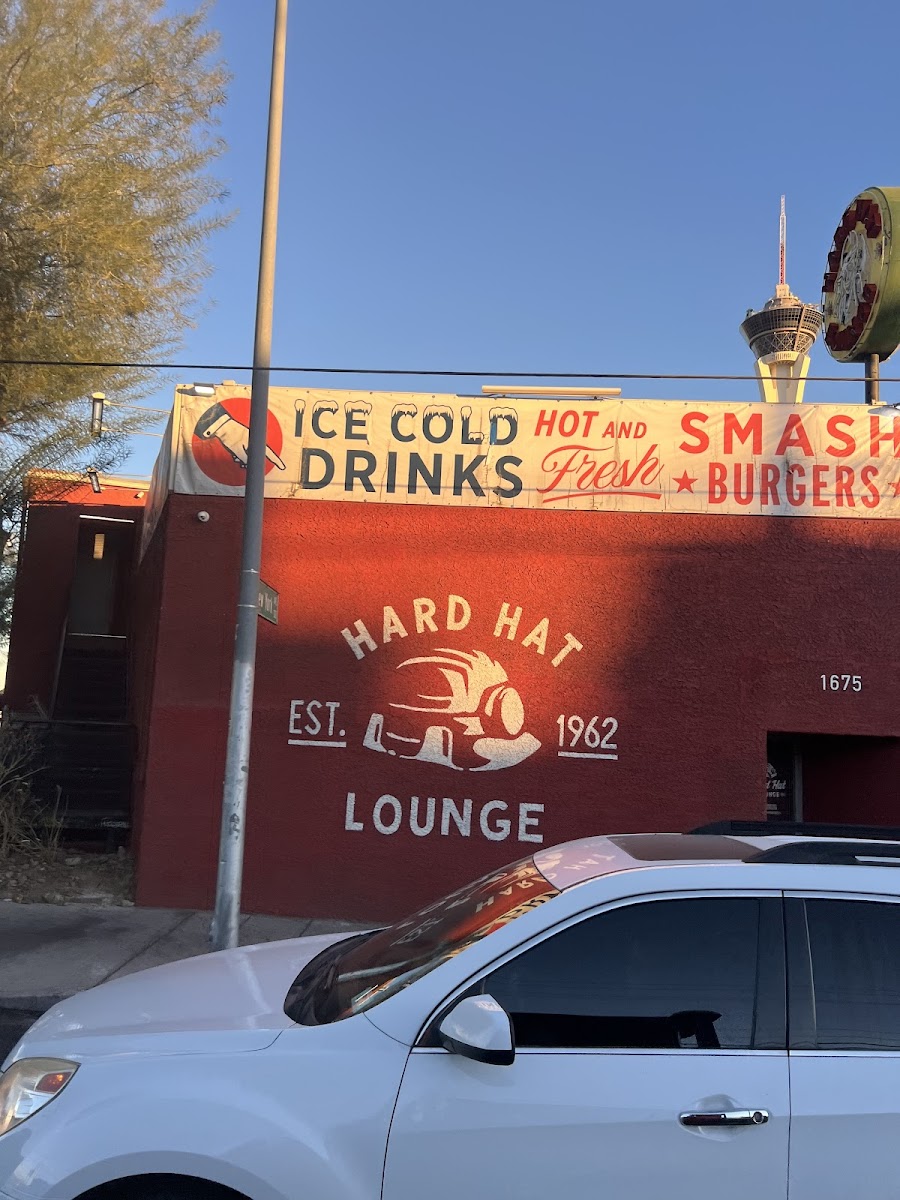 ICE COLD
DRINKS
HOT AND
Fresh
SMASH
BURGERS
HARD HAT
EST.
1962
LOUNGE
1675